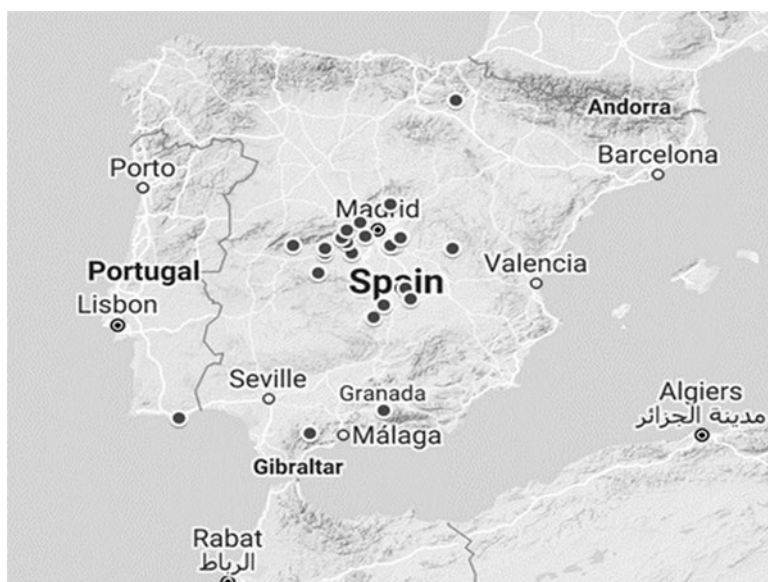 Andorra
Barcelona
Porto
Madrid
Portugal
Valencia
Spain
Lisbon
Seville
Granada
Algiers
مدينة الجزائر
Málaga
Gibraltar
Rabat
الرباط